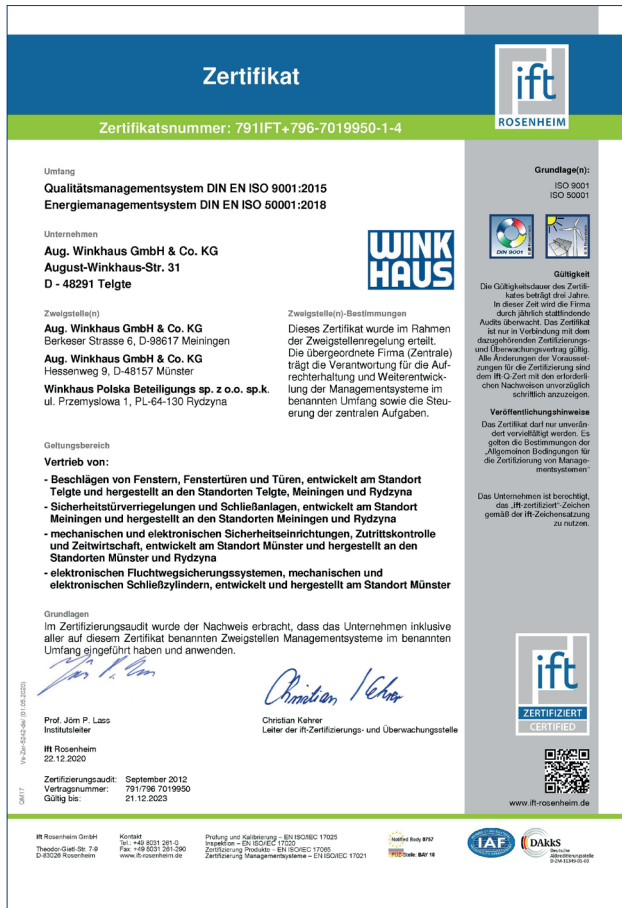 Zertifikat
ift
ROSENHEIM
Zertifikatsnummer: 791IFT+796-7019950-1-4
Umfang
Qualitätsmanagementsystem DIN EN ISO 9001:2015
Energiemanagementsystem DIN EN ISO 50001:2018
Unternehmen
Aug. Winkhaus GmbH & Co. KG
August-Winkhaus-Str. 31
D - 48291 Telgte
WINK
HAUS
Zweigstelle(n)
Aug. Winkhaus GmbH & Co. KG
Berkeser Strasse 6, D-98617 Meiningen
Aug. Winkhaus GmbH & Co. KG
Hessenweg 9, D-48157 Münster
Winkhaus Polska Beteiligungs sp. z o.o. sp.k.
ul. Przemyslowa 1, PL-64-130 Rydzyna
Zweigstelle(n)-Bestimmungen
Dieses Zertifikat wurde im Rahmen
der Zweigstellenregelung erteilt.
Die übergeordnete Firma (Zentrale)
trägt die Verantwortung für die Auf-
rechterhaltung und Weiterentwick-
lung der Managementsysteme im
benannten Umfang sowie die Steu-
erung der zentralen Aufgaben.
Geltungsbereich
Vertrieb von:
- Beschlägen von Fenstern, Fenstertüren und Türen, entwickelt am Standort
Telgte und hergestellt an den Standorten Telgte, Meiningen und Rydzyna
- Sicherheitstürverriegelungen und Schließanlagen, entwickelt am Standort
Meiningen und hergestellt an den Standorten Meiningen und Rydzyna
- mechanischen und elektronischen Sicherheitseinrichtungen, Zutrittskontrolle
und Zeitwirtschaft, entwickelt am Standort Münster und hergestellt an den
Standorten Münster und Rydzyna
- elektronischen Fluchtwegsicherungssystemen, mechanischen und
elektronischen Schließzylindern, entwickelt und hergestellt am Standort Münster
Grundlagen
Im Zertifizierungsaudit wurde der Nachweis erbracht, dass das Unternehmen inklusive
aller auf diesem Zertifikat benannten Zweigstellen Managementsysteme im benannten
Umfang eingeführt haben und anwenden.
Christian Kehrer
Prof. Jörn P. Lass
Institutsleiter
Christian Kehrer
Leiter der ift-Zertifizierungs- und Überwachungsstelle
ift Rosenheim
22.12.2020
Zertifizierungsaudit: September 2012
Vertragsnummer: 791/796 7019950
Gültig bis: 21.12.2023
Grundlage(n):
ISO 9001
ISO 50001
DIN 9001
Gültigkeit
Die Gültigkeitsdauer des Zertifi-
kates beträgt drei Jahre.
In dieser Zeit wird die Firma
durch jährlich stattfindende
Audits überwacht. Das Zertifikat
ist nur in Verbindung mit dem
dazugehörenden Zertifizierungs-
und Überwachungsvertrag gültig.
Alle Änderungen der Vorausset-
zungen für die Zertifizierung sind
dem ift-Q-Zert mit den erforderli-
chen Nachweisen unverzüglich
schriftlich anzuzeigen.
Veröffentlichungshinweise
Das Zertifikat darf nur unverän-
dert vervielfältigt werden. Es
gelten die Bestimmungen der
„Allgemeinen Bedingungen für
die Zertifizierung von Manage-
mentsystemen"
Das Unternehmen ist berechtigt,
das „ift-zertifiziert"-Zeichen
gemäß der ift-Zeichensatzung
zu nutzen.
ift
ZERTIFIZIERT
CERTIFIED
www.ift-rosenheim.de
QM17
Ve-Zer-5242-de/ (01.05.2020)
ift Rosenheim GmbH
Theodor-Gietl-Str. 7-9
D-83026 Rosenheim
Kontakt
Tel.: +49 8031 261-0
Fax: +49 8031 261-290
www.ift-rosenheim.de
Prüfung und Kalibrierung – EN ISO/IEC 17025
Inspektion – EN ISO/IEC 17020
Zertifizierung Produkte – EN ISO/IEC 17065
Zertifizierung Managementsysteme – EN ISO/IEC 17021
Notified Body 0757
PÜZ-Stelle: BAY 18
IAF
DAkkS
Deutsche
Akkreditierungsstelle